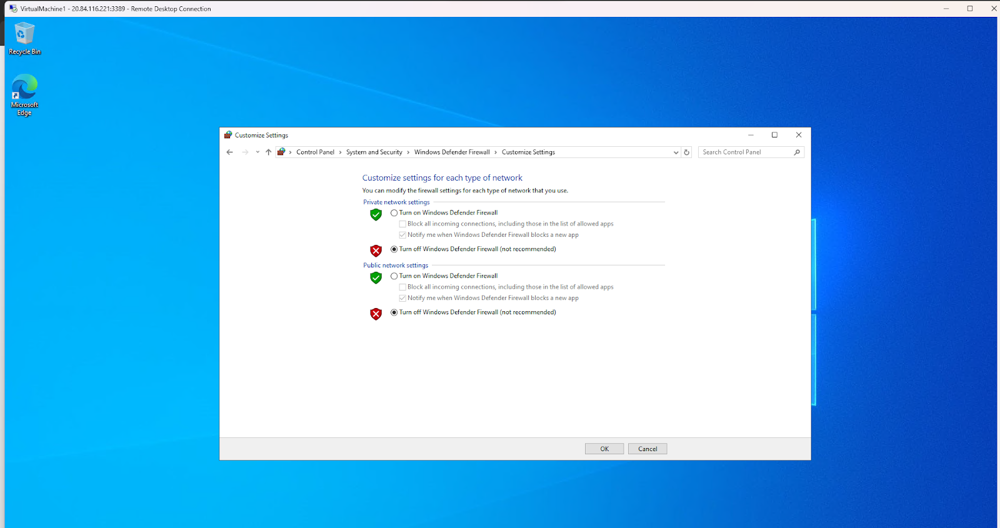 VirtualMachine1 - 20.84.116.221:3389 - Remote Desktop Connection
Recycle Bin
Microsoft
Edge
Customize Settings
Control Panel > System and Security > Windows Defender Firewall > Customize Settings
Search Control Panel
Customize settings for each type of network
You can modify the firewall settings for each type of network that you use.
Private network settings
Turn on Windows Defender Firewall
Block all incoming connections, including those in the list of allowed apps
Notify me when Windows Defender Firewall blocks a new app
Turn off Windows Defender Firewall (not recommended)
Public network settings
Turn on Windows Defender Firewall
Block all incoming connections, including those in the list of allowed apps
Notify me when Windows Defender Firewall blocks a new app
Turn off Windows Defender Firewall (not recommended)
OK
Cancel